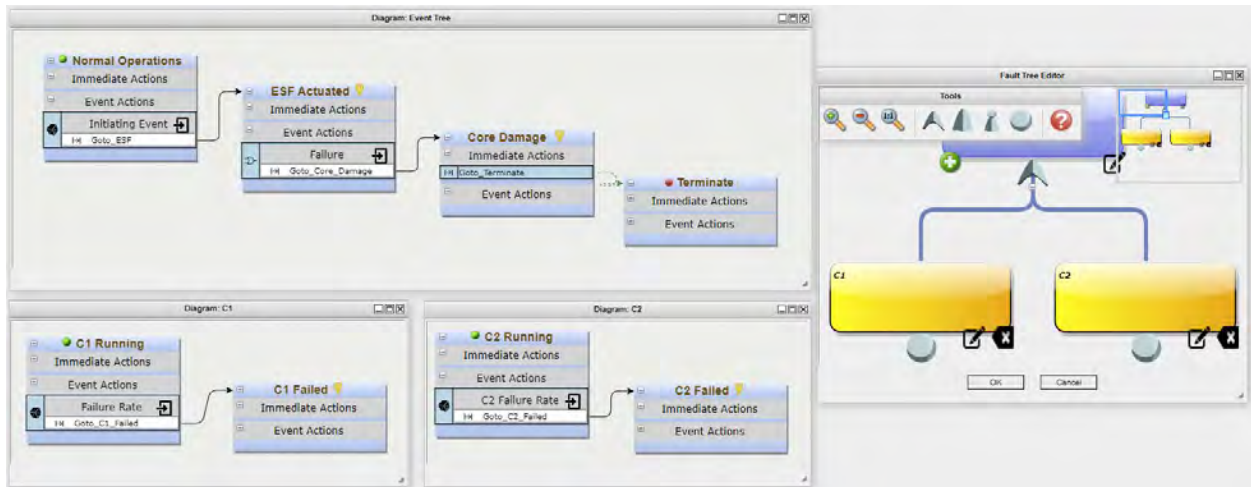 Diagram: Event Tree
Normal Operations
Immediate Actions
Event Actions
Initiating Event
Goto_ESF
ESF Actuated
Immediate Actions
Event Actions
Failure
Goto_Core_Damage
Core Damage
Immediate Actions
Goto_Terminate
Event Actions
Terminate
Immediate Actions
Event Actions
Diagram: C1
C1 Running
Immediate Actions
Event Actions
Failure Rate
Goto_C1_Failed
C1 Failed
Immediate Actions
Event Actions
Diagram: C2
C2 Running
Immediate Actions
Event Actions
C2 Failure Rate
Goto_C2_Failed
C2 Failed
Immediate Actions
Event Actions
Fault Tree Editor
Tools
C1
C2
OK
Cancel